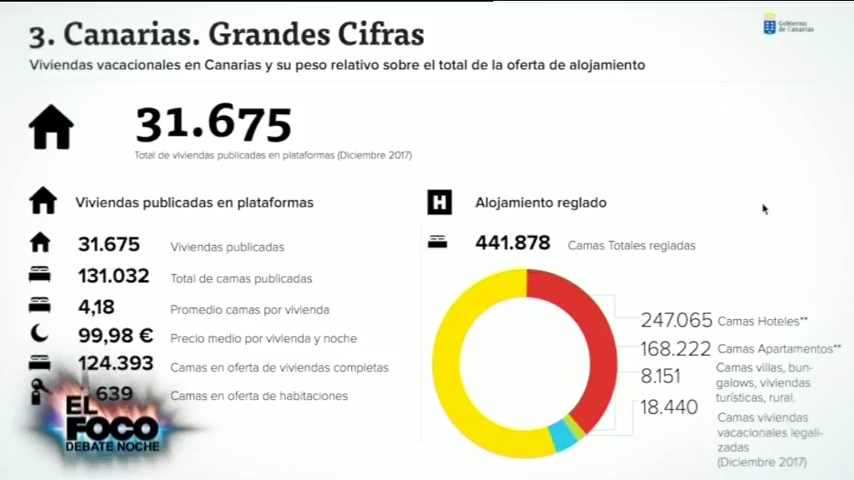 3. Canarias. Grandes Cifras
Gobierno
de Canarias
Viviendas vacacionales en Canarias y su peso relativo sobre el total de la oferta de alojamiento
31.675
Total de viviendas publicadas en plataformas (Diciembre 2017)
Viviendas publicadas en plataformas
31.675 Viviendas publicadas
131.032 Total de camas publicadas
4,18 Promedio camas por vivienda
99,98 € Precio medio por vivienda y noche
124.393 Camas en oferta de viviendas completas
639 Camas en oferta de habitaciones
EL
FOCO
DEBATE NOCHE
H Alojamiento reglado
441.878 Camas Totales regladas
247.065 Camas Hoteles**
168.222 Camas Apartamentos**
8.151 Camas villas, bun-
galows, viviendas
turísticas, rural.
18.440 Camas viviendas
vacacionales legali-
zadas
(Diciembre 2017)